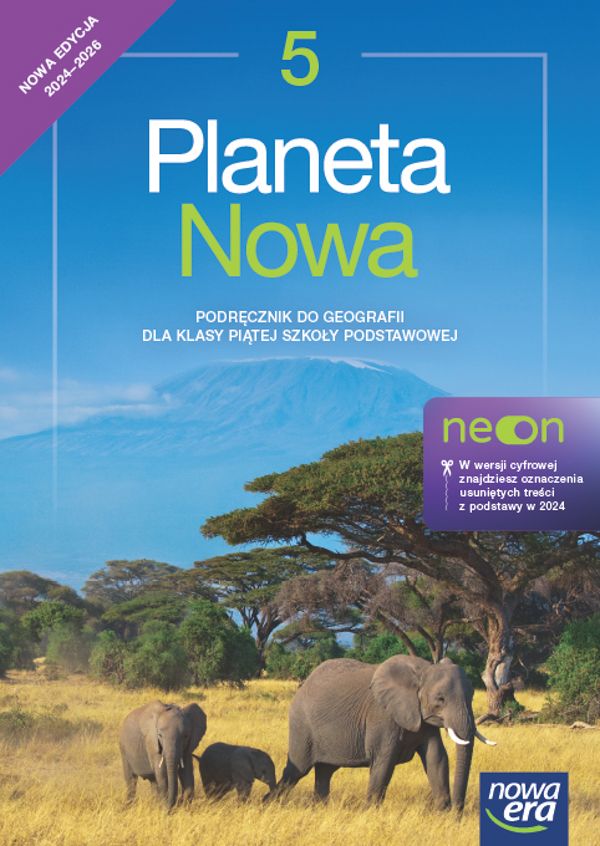 NOWA EDYCJA
2024–2026
5
Planeta
Nowa
PODRĘCZNIK DO GEOGRAFII
DLA KLASY PIĄTEJ SZKOŁY PODSTAWOWEJ
neon
W wersji cyfrowej
znajdziesz oznaczenia
usuniętych treści
z podstawy w 2024
nowa
era